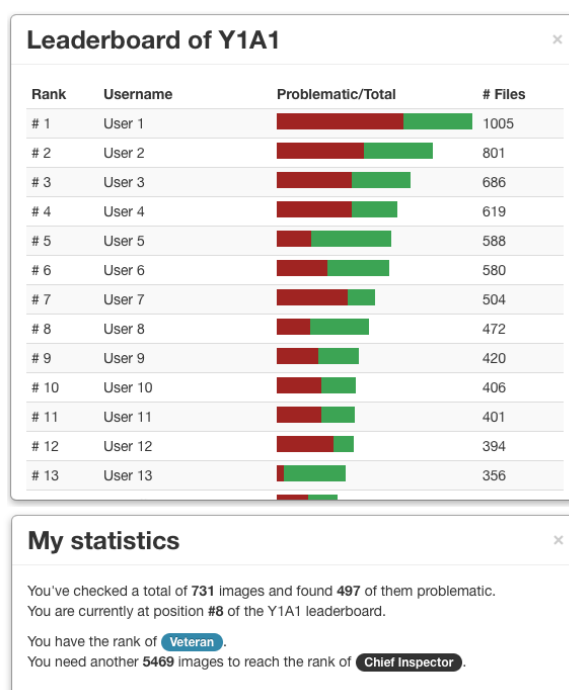 Leaderboard of Y1A1 ×
Rank Username Problematic/Total # Files
# 1 User 1 1005
# 2 User 2 801
# 3 User 3 686
# 4 User 4 619
# 5 User 5 588
# 6 User 6 580
# 7 User 7 504
# 8 User 8 472
# 9 User 9 420
# 10 User 10 406
# 11 User 11 401
# 12 User 12 394
# 13 User 13 356
My statistics ×
You've checked a total of 731 images and found 497 of them problematic.
You are currently at position #8 of the Y1A1 leaderboard.
You have the rank of Veteran.
You need another 5469 images to reach the rank of Chief Inspector.